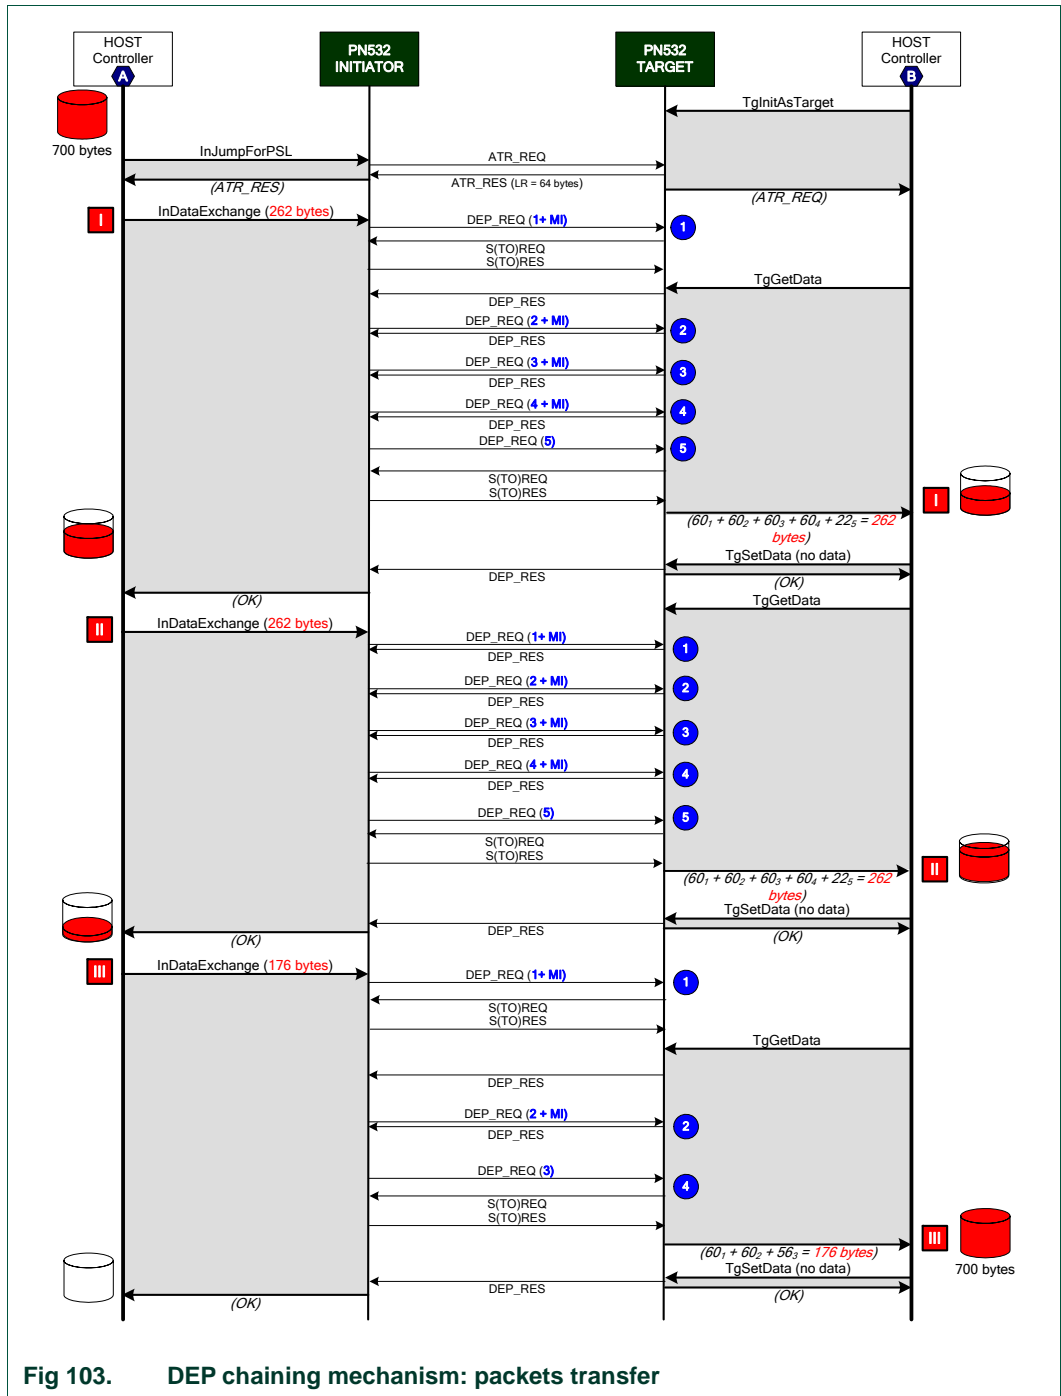 HOST
Controller
A
PN532
INITIATOR
PN532
TARGET
HOST
Controller
B
700 bytes
TgInitAsTarget
InJumpForPSL
ATR_REQ
(ATR_RES)
ATR_RES (LR = 64 bytes)
(ATR_REQ)
I
InDataExchange (262 bytes)
DEP_REQ (1+ MI)
1
S(TO)REQ
S(TO)RES
TgGetData
DEP_RES
DEP_REQ (2 + MI)
2
DEP_RES
DEP_REQ (3 + MI)
3
DEP_RES
DEP_REQ (4 + MI)
4
DEP_RES
DEP_REQ (5)
5
S(TO)REQ
S(TO)RES
I
(60₁ + 60₂ + 60₃ + 60₄ + 22₅ = 262
bytes)
TgSetData (no data)
DEP_RES
(OK)
(OK)
TgGetData
II
InDataExchange (262 bytes)
DEP_REQ (1+ MI)
1
DEP_RES
DEP_REQ (2 + MI)
2
DEP_RES
DEP_REQ (3 + MI)
3
DEP_RES
DEP_REQ (4 + MI)
4
DEP_RES
DEP_REQ (5)
5
S(TO)REQ
S(TO)RES
II
(60₁ + 60₂ + 60₃ + 60₄ + 22₅ = 262
bytes)
TgSetData (no data)
DEP_RES
(OK)
(OK)
III
InDataExchange (176 bytes)
DEP_REQ (1+ MI)
1
S(TO)REQ
S(TO)RES
TgGetData
DEP_RES
DEP_REQ (2 + MI)
2
DEP_RES
DEP_REQ (3)
4
S(TO)REQ
S(TO)RES
III
(60₁ + 60₂ + 56₃ = 176 bytes)
700 bytes
TgSetData (no data)
DEP_RES
(OK)
(OK)
Fig 103. DEP chaining mechanism: packets transfer